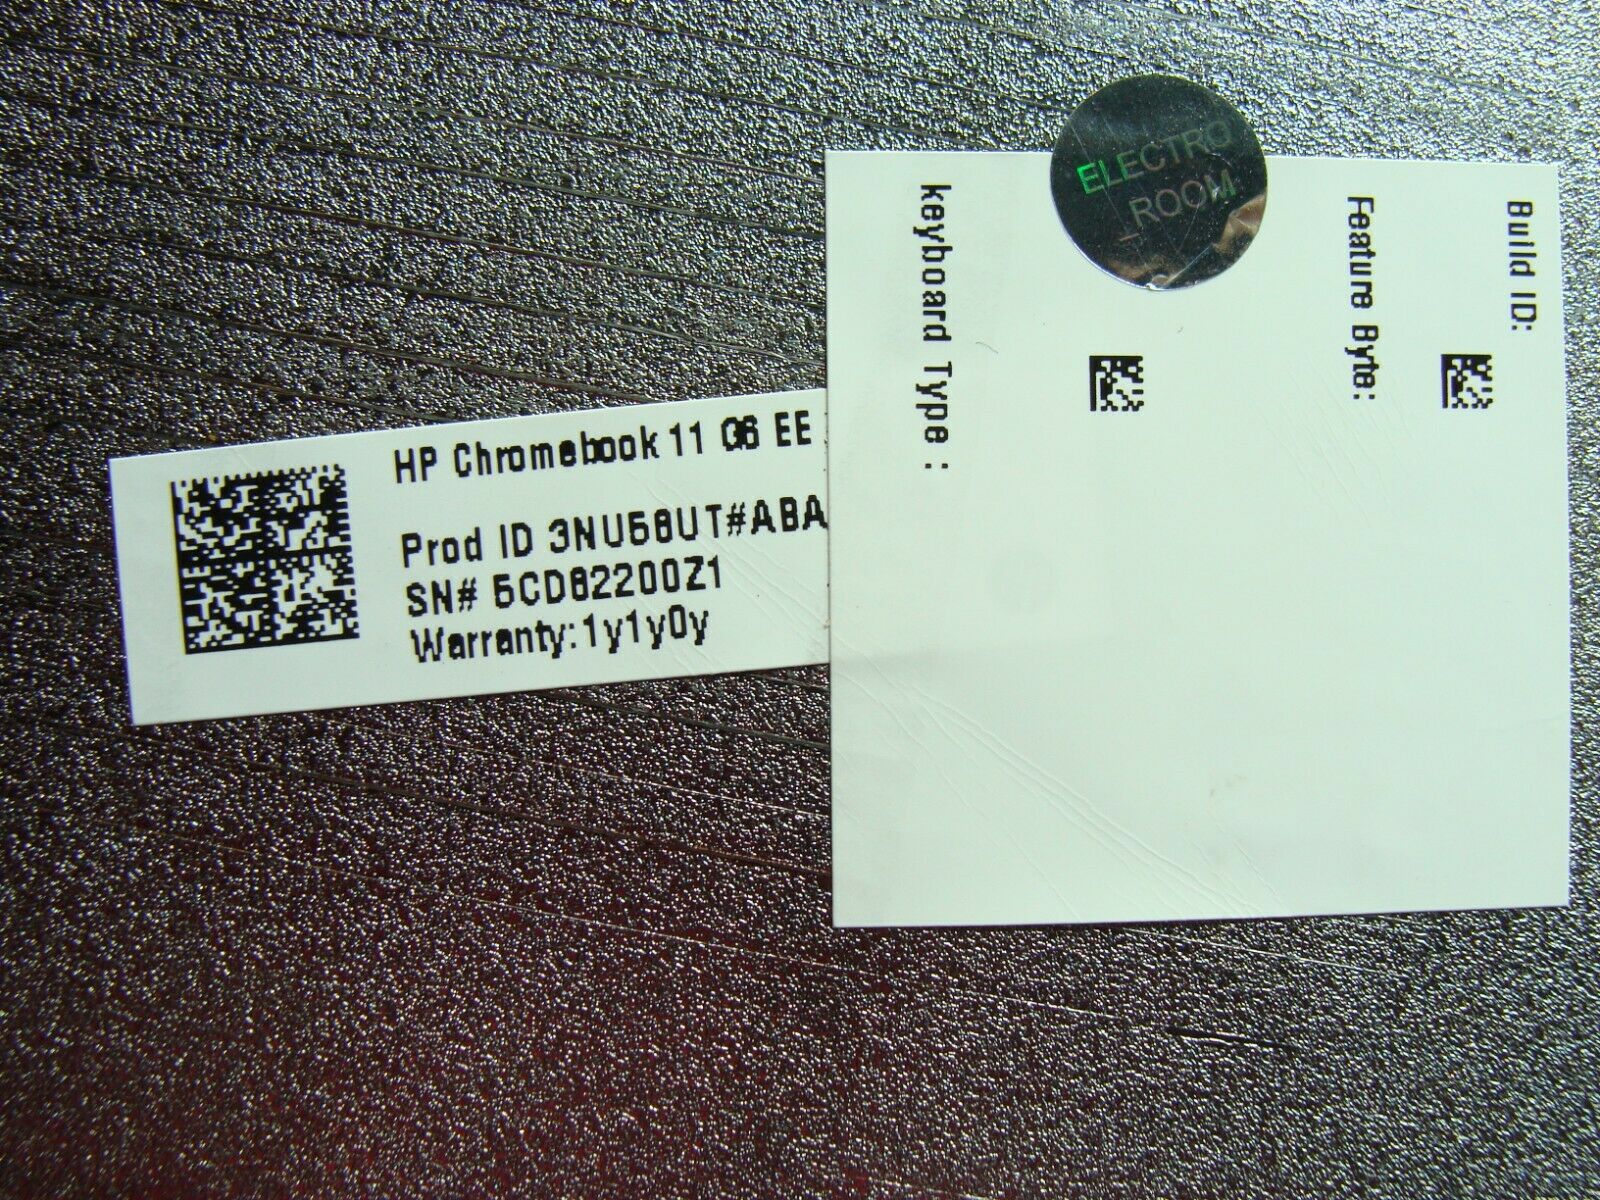 HP Chromebook 11 G6 EE
Prod ID 3NU58UT#ABA
SN# 5CD82200Z1
Warranty:1y1y0y
ELECTRO
ROOM
Build ID:
Feature Byte:
keyboard Type :